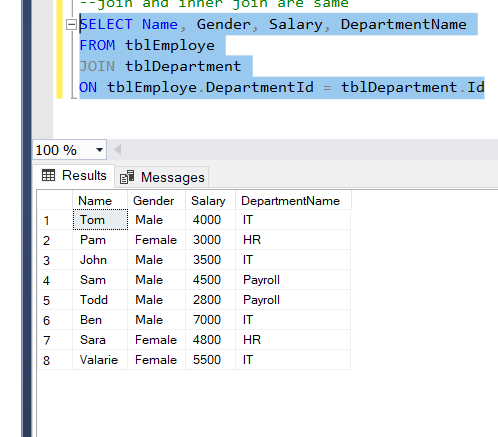 --join and inner join are same
SELECT Name, Gender, Salary, DepartmentName
FROM tblEmploye
JOIN tblDepartment
ON tblEmploye.DepartmentId = tblDepartment.Id
100 %
Results Messages
Name Gender Salary DepartmentName
1 Tom Male 4000 IT
2 Pam Female 3000 HR
3 John Male 3500 IT
4 Sam Male 4500 Payroll
5 Todd Male 2800 Payroll
6 Ben Male 7000 IT
7 Sara Female 4800 HR
8 Valarie Female 5500 IT